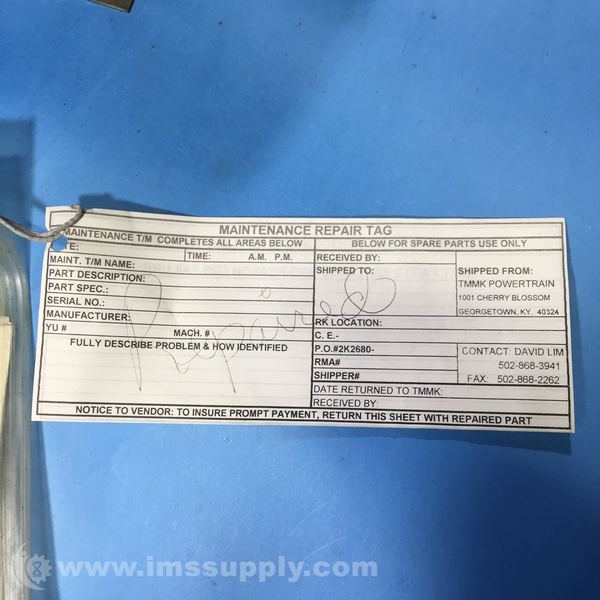 MAINTENANCE REPAIR TAG
MAINTENANCE T/M COMPLETES ALL AREAS BELOW
BELOW FOR SPARE PARTS USE ONLY
TE: TIME: A.M. P.M.
MAINT. T/M NAME:
PART DESCRIPTION:
PART SPEC.:
SERIAL NO.:
MANUFACTURER:
YU # MACH. #
FULLY DESCRIBE PROBLEM & HOW IDENTIFIED
Repaired
RECEIVED BY:
SHIPPED TO:
RK LOCATION:
C. E.-
P.O.#2K2680-
RMA#
SHIPPER#
SHIPPED FROM:
TMMK POWERTRAIN
1001 CHERRY BLOSSOM
GEORGETOWN, KY. 40324
CONTACT: DAVID LIM
502-868-3941
FAX: 502-868-2262
DATE RETURNED TO TMMK:
RECEIVED BY:
NOTICE TO VENDOR: TO INSURE PROMPT PAYMENT, RETURN THIS SHEET WITH REPAIRED PART
www.imssupply.com